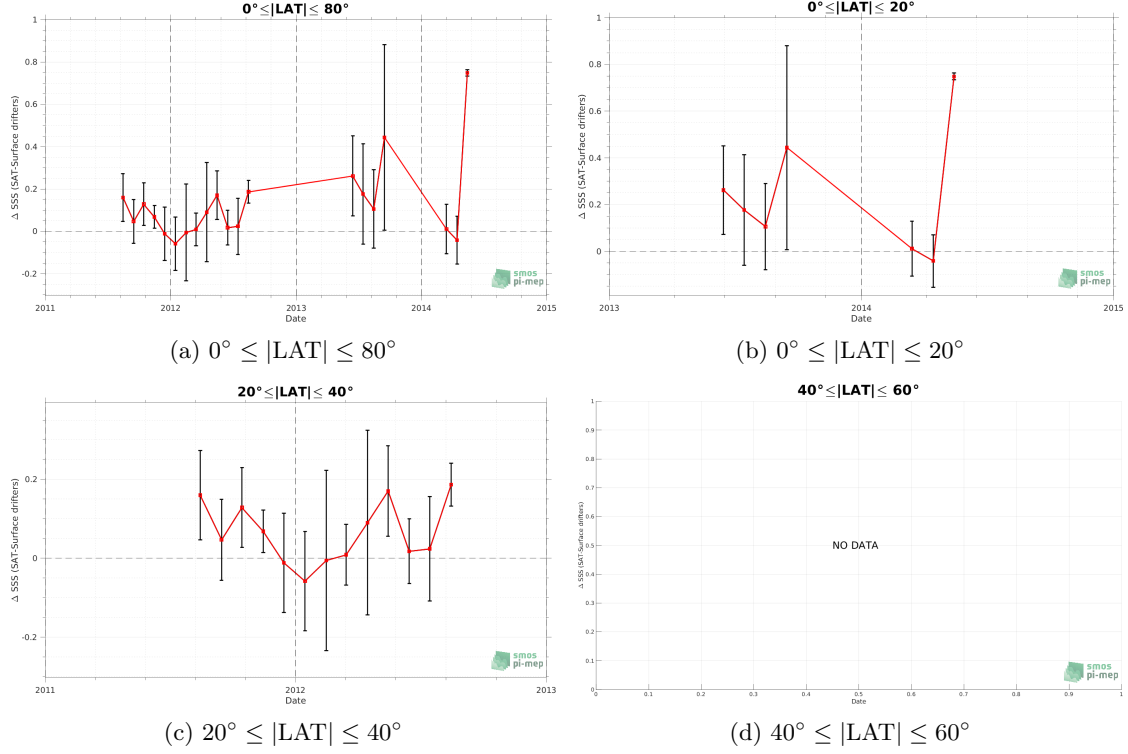 0°≤|LAT|≤ 80°
Δ SSS (SAT-Surface drifters)
1
0.8
0.6
0.4
0.2
0
-0.2
2011
2012
2013
2014
2015
Date
smos
pi-mep
(a) 0° ≤ |LAT| ≤ 80°
0°≤|LAT|≤ 20°
Δ SSS (SAT-Surface drifters)
1
0.8
0.6
0.4
0.2
0
2013
2014
2015
Date
smos
pi-mep
(b) 0° ≤ |LAT| ≤ 20°
20°≤|LAT|≤ 40°
Δ SSS (SAT-Surface drifters)
0.2
0
-0.2
2011
2012
2013
Date
smos
pi-mep
(c) 20° ≤ |LAT| ≤ 40°
40°≤|LAT|≤ 60°
Δ SSS (SAT-Surface drifters)
1
0.9
0.8
0.7
0.6
0.5
0.4
0.3
0.2
0.1
0
NO DATA
0 0.1 0.2 0.3 0.4 0.5 0.6 0.7 0.8 0.9 1
Date
smos
pi-mep
(d) 40° ≤ |LAT| ≤ 60°